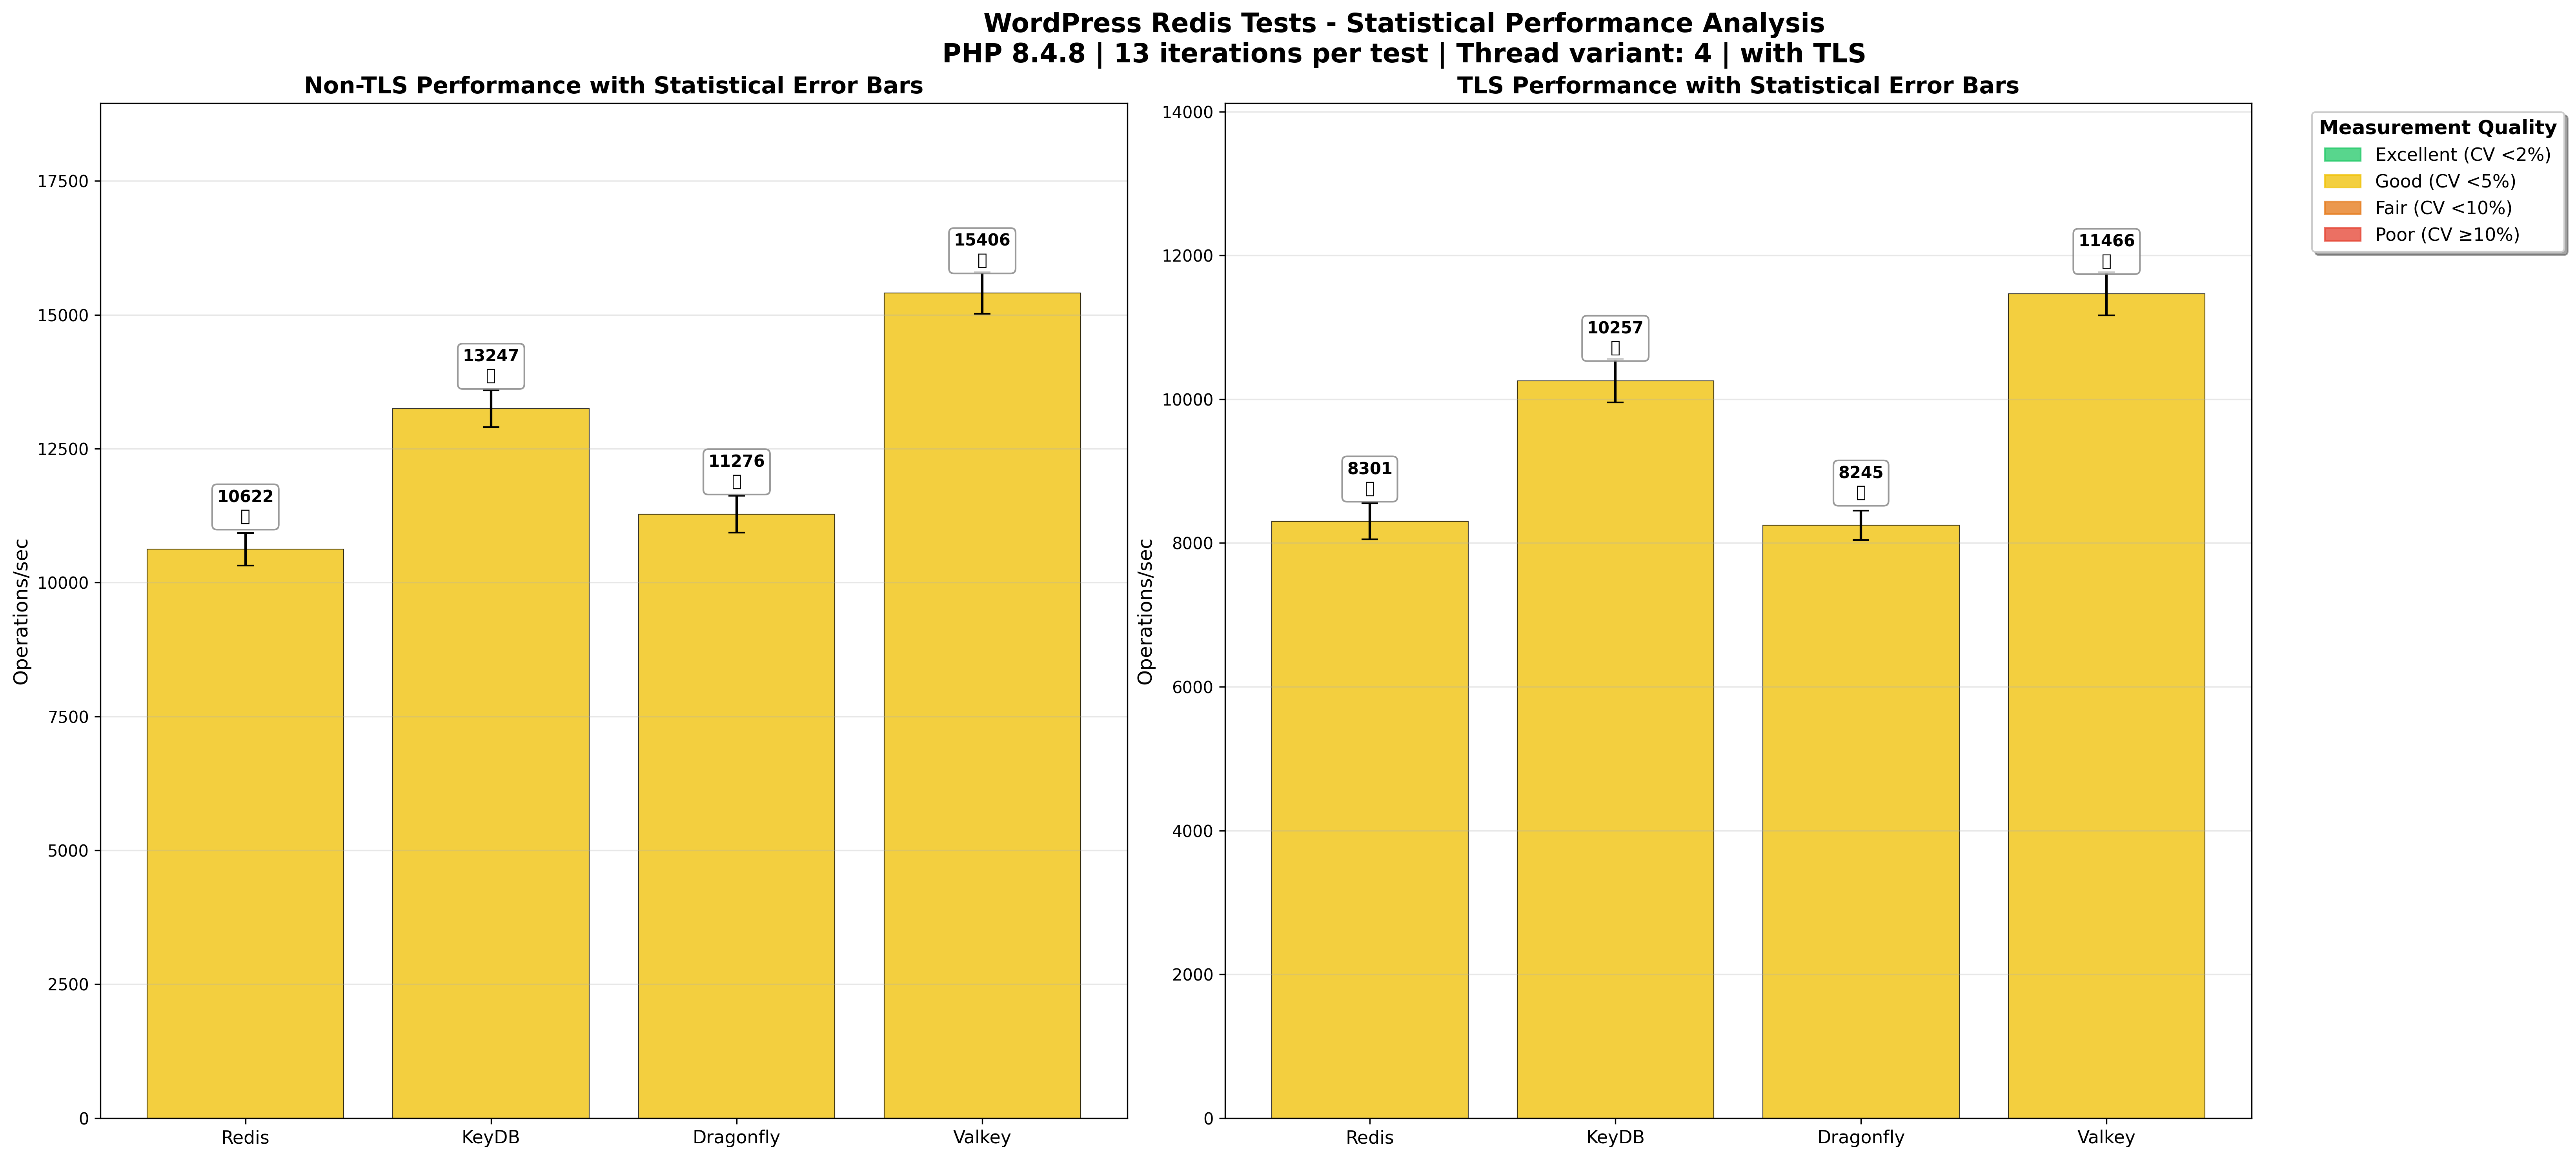 WordPress Redis Tests - Statistical Performance Analysis
PHP 8.4.8 | 13 iterations per test | Thread variant: 4 | with TLS
Non-TLS Performance with Statistical Error Bars
Operations/sec
17500
15000
12500
10000
7500
5000
2500
0
10622
13247
11276
15406
Redis
KeyDB
Dragonfly
Valkey
TLS Performance with Statistical Error Bars
Operations/sec
14000
12000
10000
8000
6000
4000
2000
0
8301
10257
8245
11466
Redis
KeyDB
Dragonfly
Valkey
Measurement Quality
Excellent (CV <2%)
Good (CV <5%)
Fair (CV <10%)
Poor (CV ≥10%)